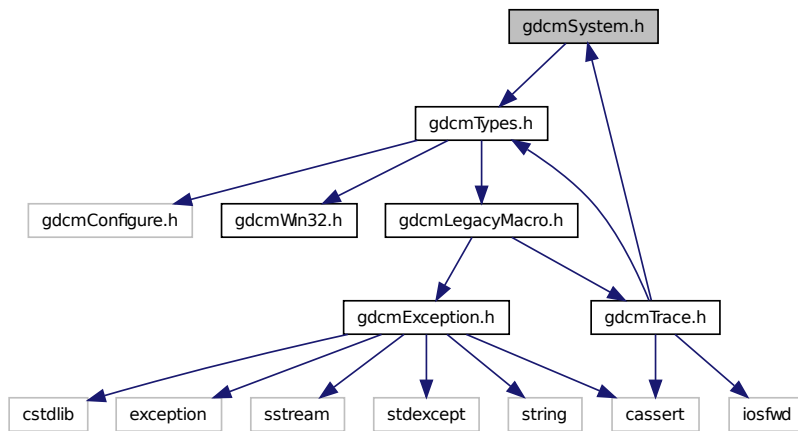 gdcmSystem.h
gdcmTypes.h
gdcmConfigure.h
gdcmWin32.h
gdcmLegacyMacro.h
gdcmException.h
gdcmTrace.h
cstdlib
exception
sstream
stdexcept
string
cassert
iosfwd